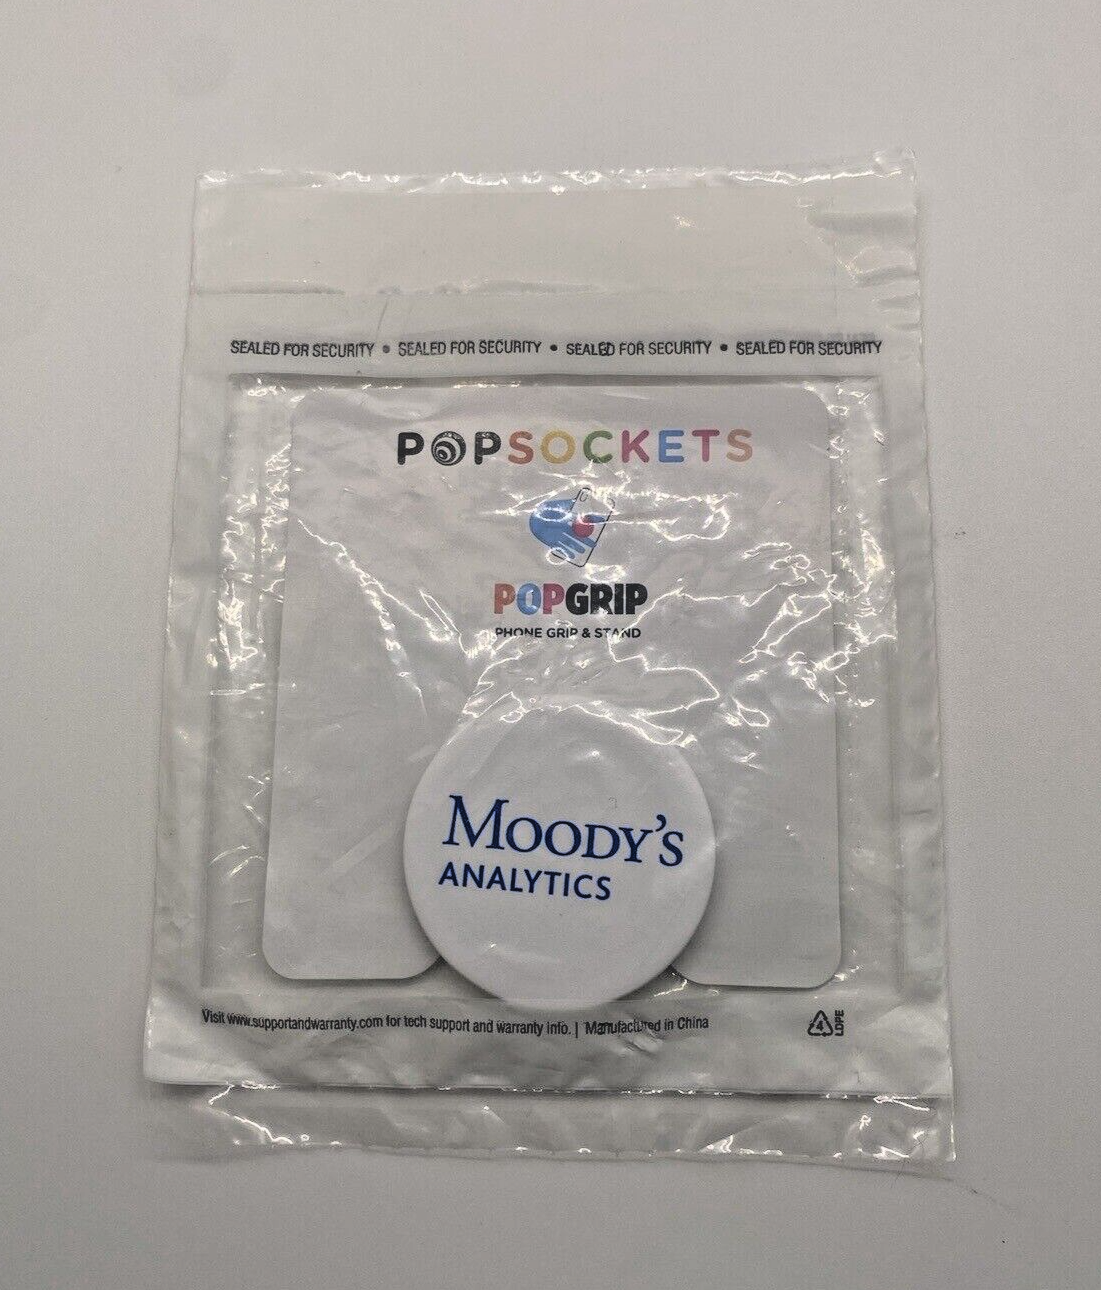 SEALED FOR SECURITY • SEALED FOR SECURITY • SEALED FOR SECURITY • SEALED FOR SECURITY
POPSOCKETS
POPGRIP
PHONE GRIP & STAND
MOODY'S
ANALYTICS
Visit www.supportandwarranty.com for tech support and warranty info. | Manufactured in China
4
LDPE